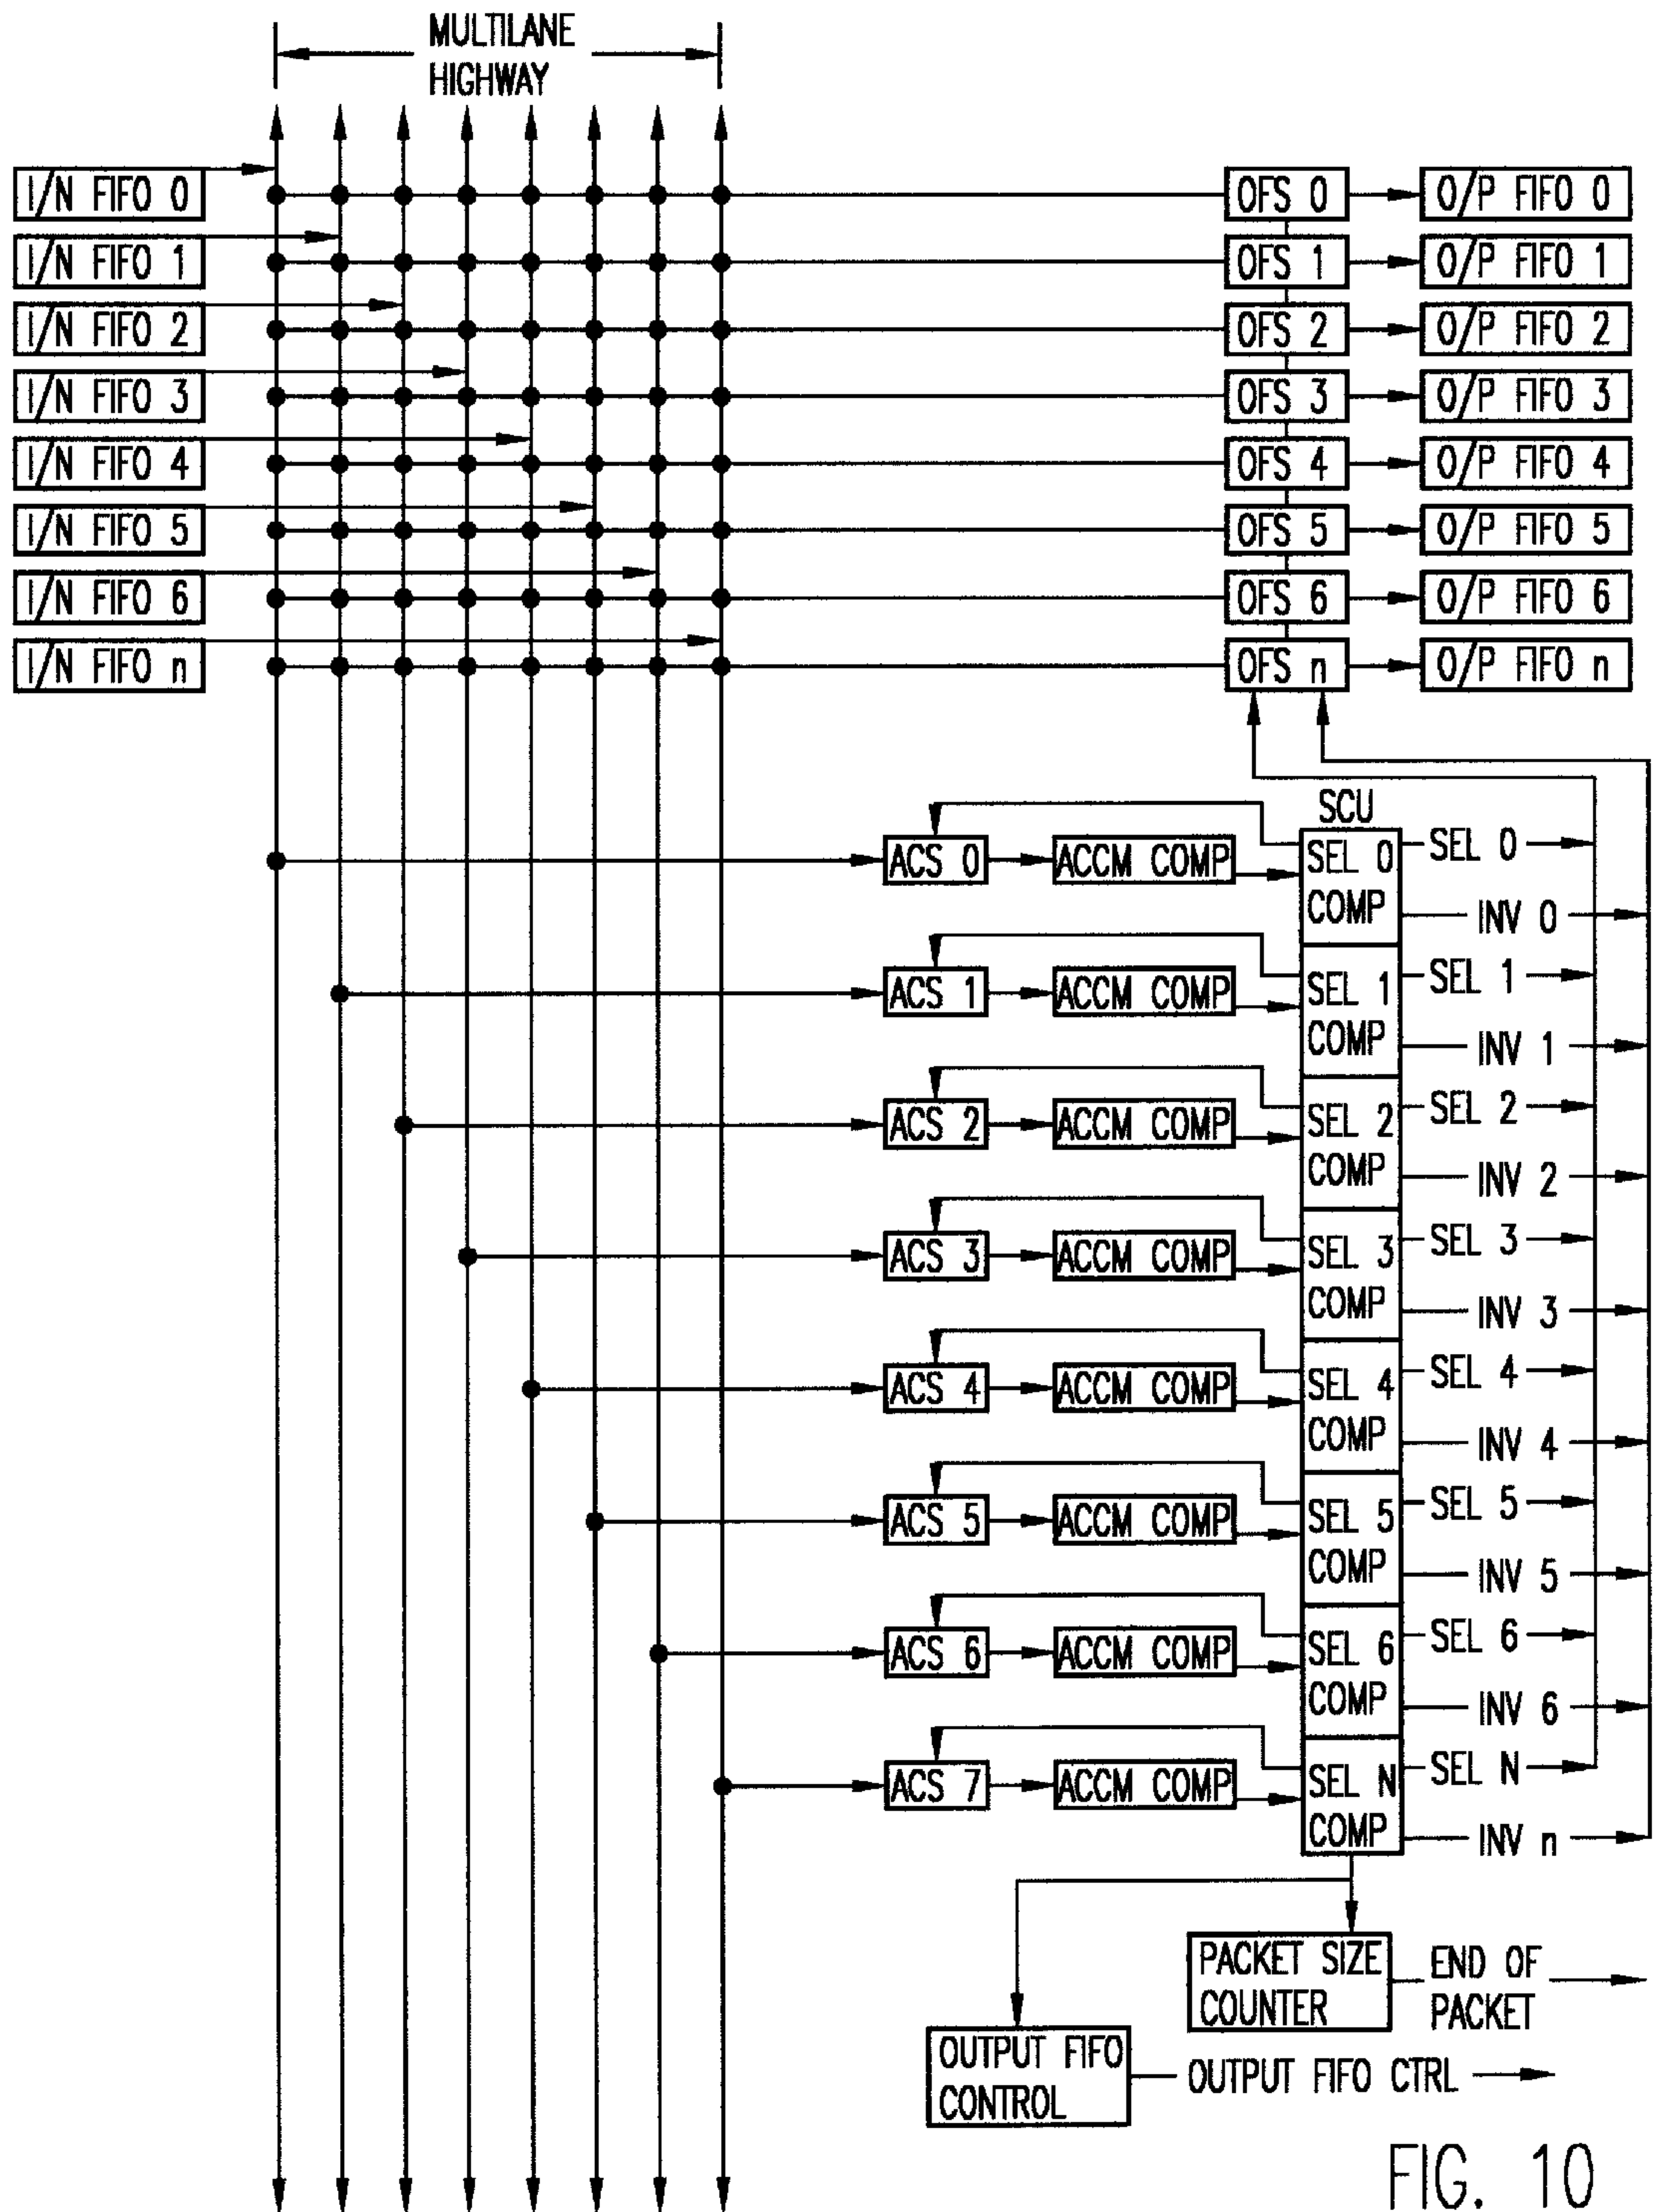 MULTILANE
HIGHWAY
I/N FIFO 0
OFS 0
O/P FIFO 0
I/N FIFO 1
OFS 1
O/P FIFO 1
I/N FIFO 2
OFS 2
O/P FIFO 2
I/N FIFO 3
OFS 3
O/P FIFO 3
I/N FIFO 4
OFS 4
O/P FIFO 4
I/N FIFO 5
OFS 5
O/P FIFO 5
I/N FIFO 6
OFS 6
O/P FIFO 6
I/N FIFO n
OFS n
O/P FIFO n
SCU
ACS 0
ACCM COMP
SEL 0
COMP
SEL 0
INV 0
ACS 1
ACCM COMP
SEL 1
COMP
SEL 1
INV 1
ACS 2
ACCM COMP
SEL 2
COMP
SEL 2
INV 2
ACS 3
ACCM COMP
SEL 3
COMP
SEL 3
INV 3
ACS 4
ACCM COMP
SEL 4
COMP
SEL 4
INV 4
ACS 5
ACCM COMP
SEL 5
COMP
SEL 5
INV 5
ACS 6
ACCM COMP
SEL 6
COMP
SEL 6
INV 6
ACS 7
ACCM COMP
SEL N
COMP
SEL N
INV n
PACKET SIZE
COUNTER
END OF
PACKET
OUTPUT FIFO
CONTROL
OUTPUT FIFO CTRL
FIG. 10